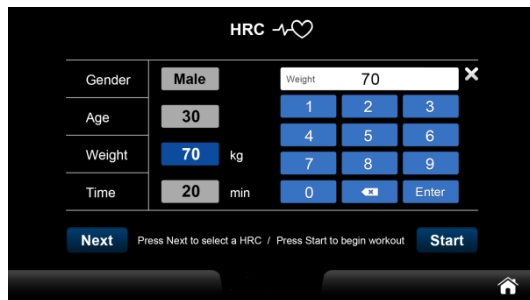 HRC
Gender Male
Weight 70
Age 30
1 2 3
4 5 6
Weight 70 kg
7 8 9
Time 20 min
0 Enter
Next Press Next to select a HRC / Press Start to begin workout Start